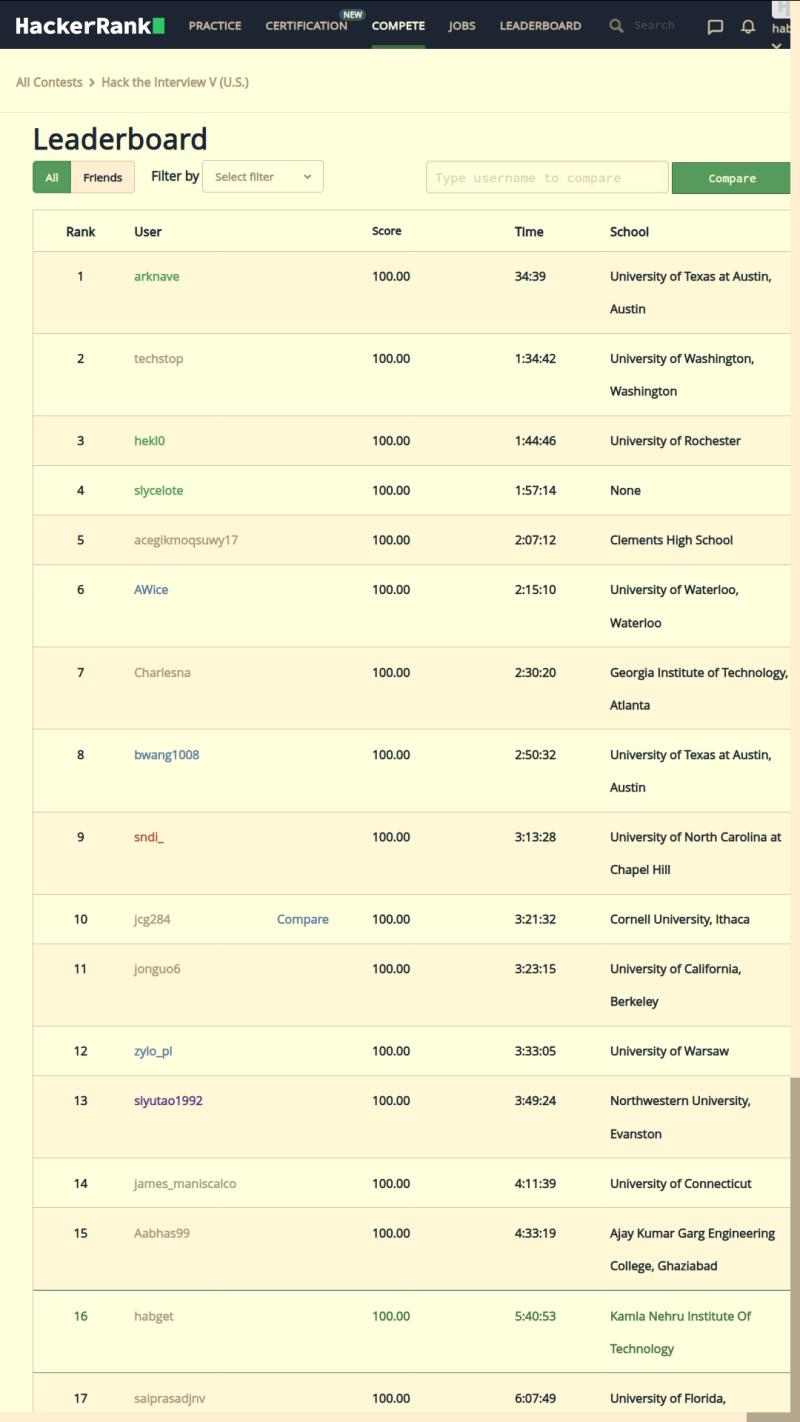 HackerRank PRACTICE CERTIFICATION NEW COMPETE JOBS LEADERBOARD Search H hab
All Contests > Hack the Interview V (U.S.)
Leaderboard
All Friends Filter by Select filter Type username to compare Compare
Rank User Score Time School
1 arknave 100.00 34:39 University of Texas at Austin,
Austin
2 techstop 100.00 1:34:42 University of Washington,
Washington
3 hekl0 100.00 1:44:46 University of Rochester
4 slycelote 100.00 1:57:14 None
5 acegikmoqsuwy17 100.00 2:07:12 Clements High School
6 AWice 100.00 2:15:10 University of Waterloo,
Waterloo
7 Charlesna 100.00 2:30:20 Georgia Institute of Technology,
Atlanta
8 bwang1008 100.00 2:50:32 University of Texas at Austin,
Austin
9 sndi_ 100.00 3:13:28 University of North Carolina at
Chapel Hill
10 jcg284 Compare 100.00 3:21:32 Cornell University, Ithaca
11 jonguo6 100.00 3:23:15 University of California,
Berkeley
12 zylo_pl 100.00 3:33:05 University of Warsaw
13 siyutao1992 100.00 3:49:24 Northwestern University,
Evanston
14 james_maniscalco 100.00 4:11:39 University of Connecticut
15 Aabhas99 100.00 4:33:19 Ajay Kumar Garg Engineering
College, Ghaziabad
16 habget 100.00 5:40:53 Kamla Nehru Institute Of
Technology
17 saiprasadjnv 100.00 6:07:49 University of Florida,